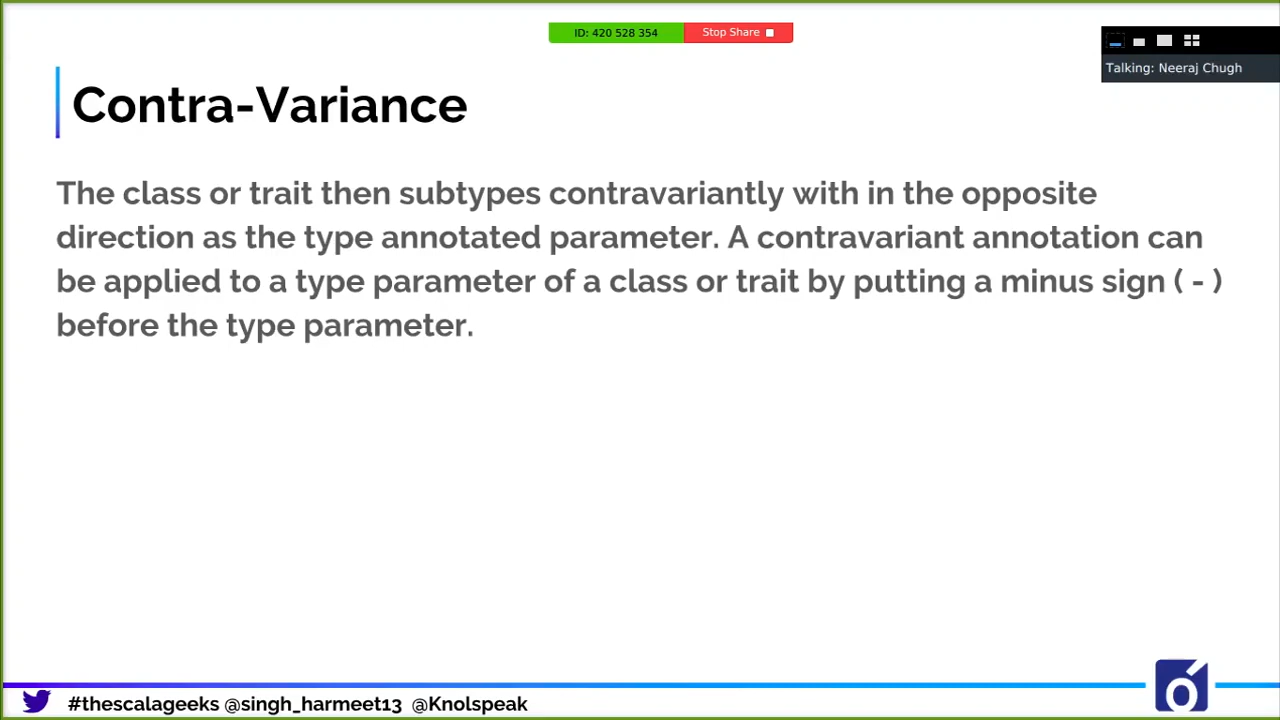 ID: 420 528 354
Stop Share
Talking: Neeraj Chugh
Contra-Variance
The class or trait then subtypes contravariantly with in the opposite
direction as the type annotated parameter. A contravariant annotation can
be applied to a type parameter of a class or trait by putting a minus sign ( - )
before the type parameter.
#thescalageeks @singh_harmeet13 @Knolspeak